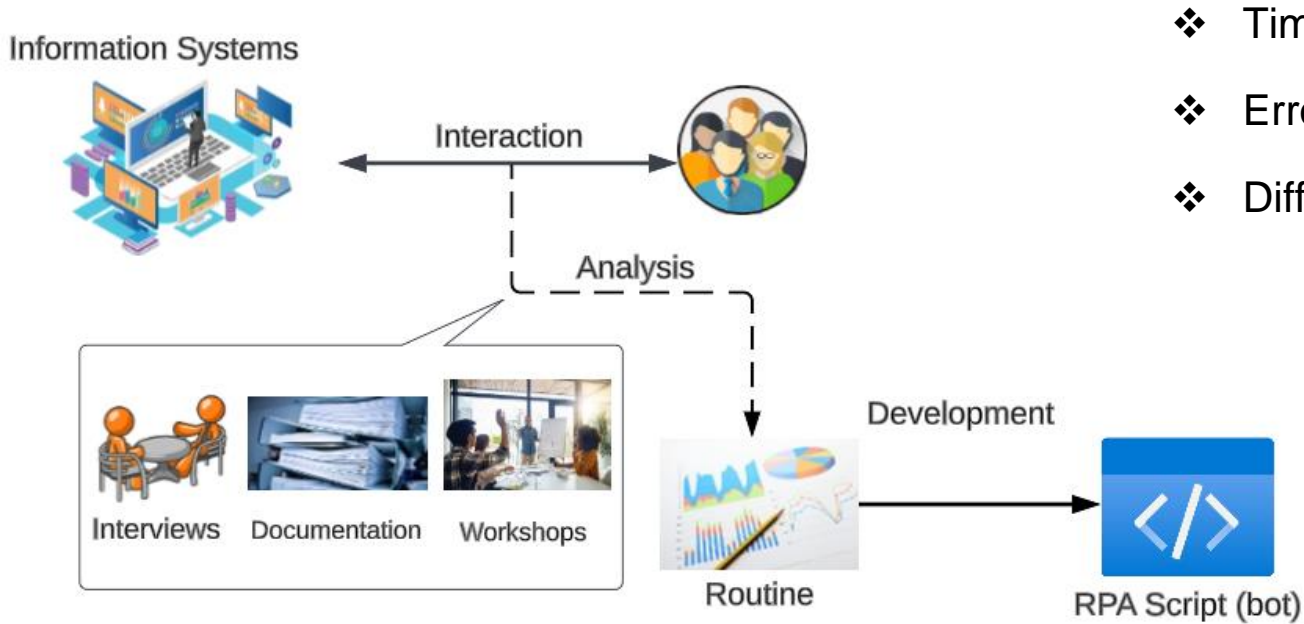 Information Systems
Interaction
Analysis
Interviews
Documentation
Workshops
Development
Routine
RPA Script (bot)